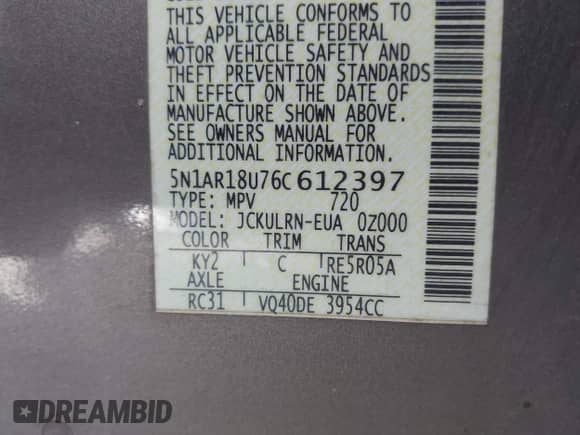 THIS VEHICLE CONFORMS TO
ALL APPLICABLE FEDERAL
MOTOR VEHICLE SAFETY AND
THEFT PREVENTION STANDARDS
IN EFFECT ON THE DATE OF
MANUFACTURE SHOWN ABOVE.
SEE OWNERS MANUAL FOR
ADDITIONAL INFORMATION.
5N1AR18U76C612397
TYPE: MPV 720
MODEL: JCKULRN-EUA 0Z000
COLOR TRIM TRANS
KY2 C RE5R05A
AXLE ENGINE
RC31 VQ40DE 3954CC
DREAMBID